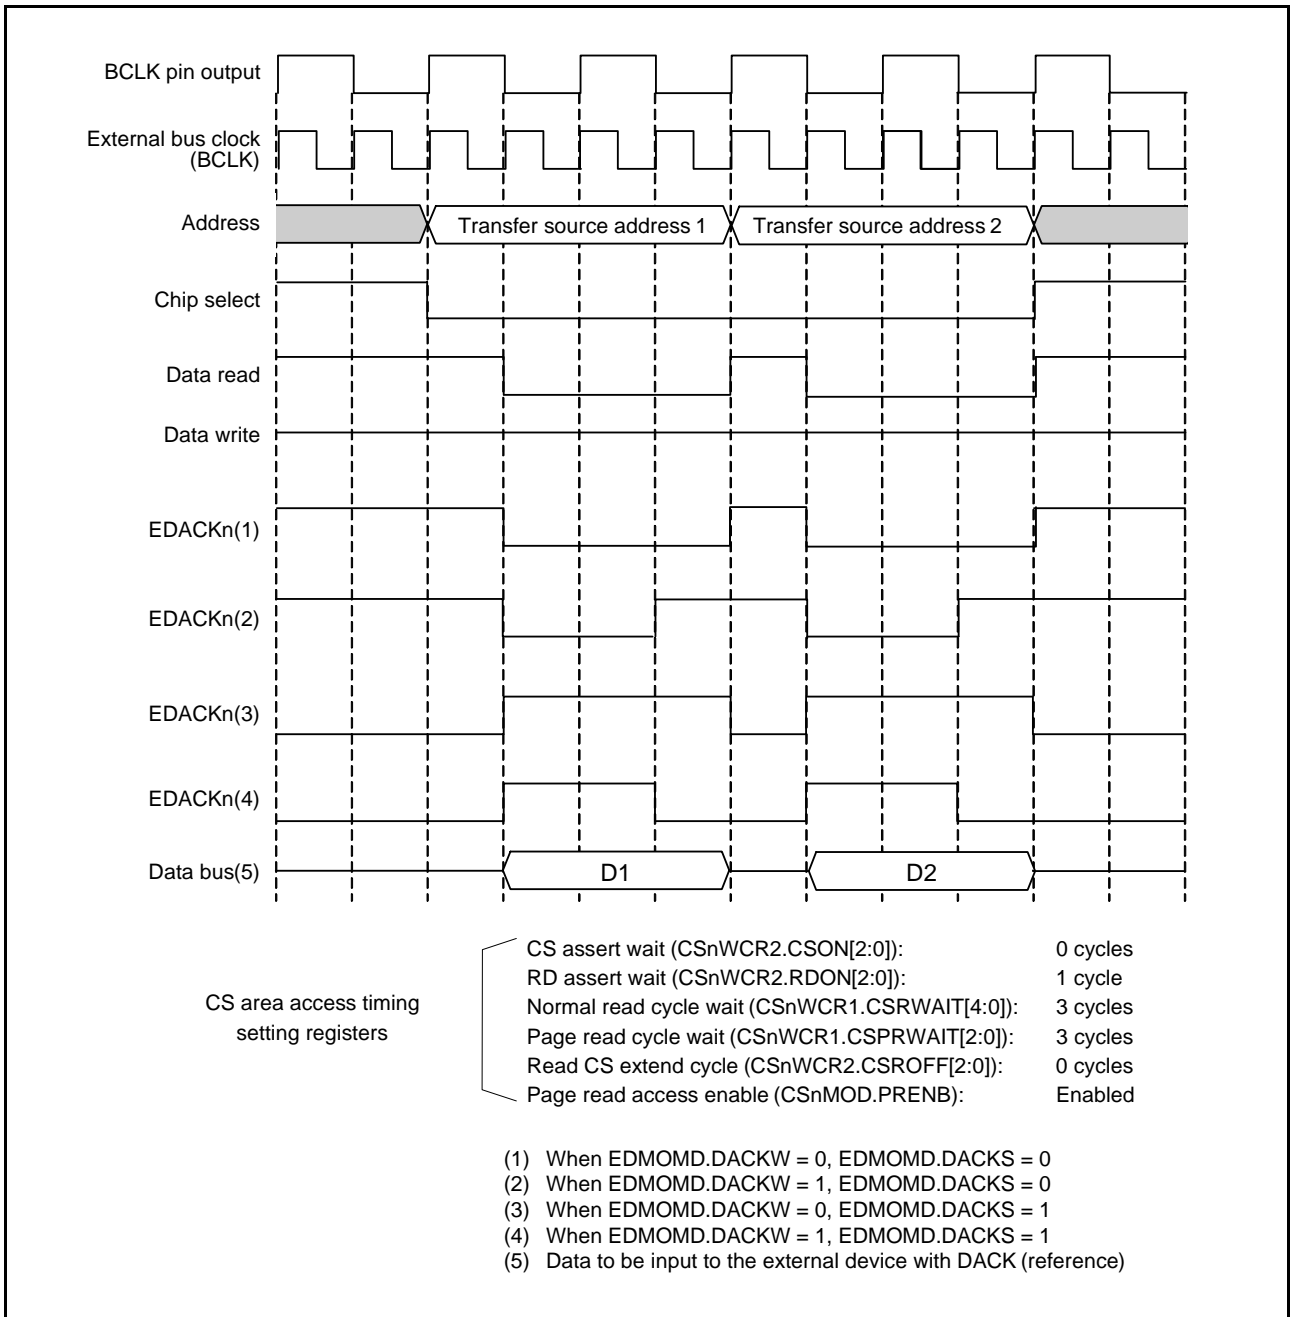 BCLK pin output
External bus clock
(BCLK)
Address
Transfer source address 1
Transfer source address 2
Chip select
Data read
Data write
EDACKn(1)
EDACKn(2)
EDACKn(3)
EDACKn(4)
Data bus(5)
D1
D2
CS area access timing
setting registers
CS assert wait (CSnWCR2.CSON[2:0]): 0 cycles
RD assert wait (CSnWCR2.RDON[2:0]): 1 cycle
Normal read cycle wait (CSnWCR1.CSRWAIT[4:0]): 3 cycles
Page read cycle wait (CSnWCR1.CSPRWAIT[2:0]): 3 cycles
Read CS extend cycle (CSnWCR2.CSROFF[2:0]): 0 cycles
Page read access enable (CSnMOD.PRENB): Enabled
(1) When EDMOMD.DACKW = 0, EDMOMD.DACKS = 0
(2) When EDMOMD.DACKW = 1, EDMOMD.DACKS = 0
(3) When EDMOMD.DACKW = 0, EDMOMD.DACKS = 1
(4) When EDMOMD.DACKW = 1, EDMOMD.DACKS = 1
(5) Data to be input to the external device with DACK (reference)